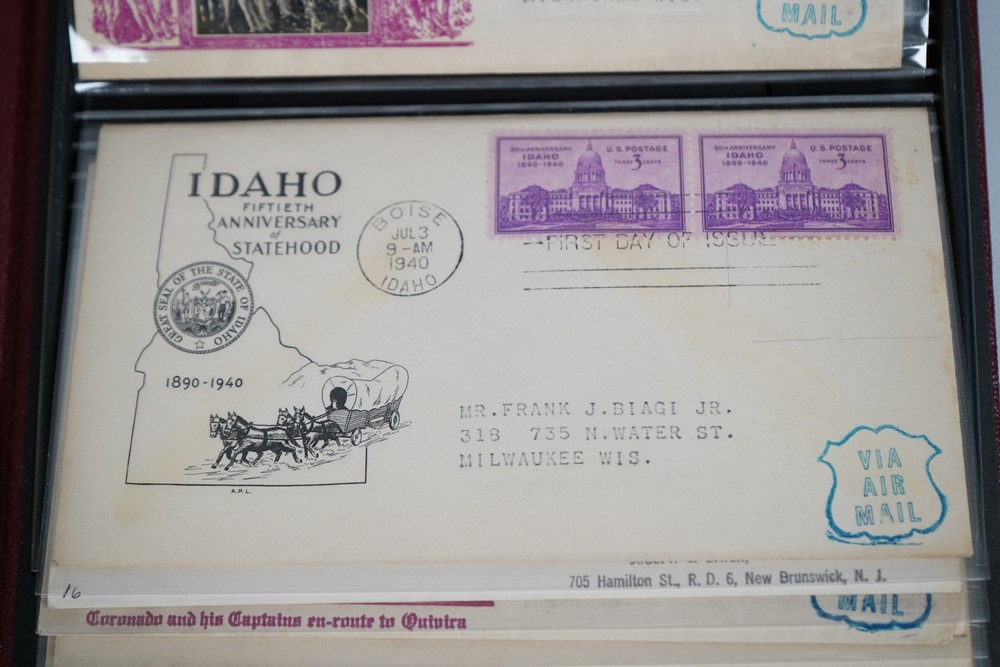 MAIL
IDAHO
FIFTIETH
ANNIVERSARY
of
STATEHOOD
GREAT SEAL OF THE STATE OF IDAHO
1890-1940
A.P.L.
BOISE
JUL 3
9-AM
1940
IDAHO
50TH ANNIVERSARY
IDAHO
1890-1940
U.S. POSTAGE
THREE 3 CENTS
50TH ANNIVERSARY
IDAHO
1890-1940
U.S. POSTAGE
THREE 3 CENTS
FIRST DAY OF ISSUE
MR. FRANK J. BIAGI JR.
318 735 N. WATER ST.
MILWAUKEE WIS.
VIA
AIR
MAIL
705 Hamilton St., R. D. 6, New Brunswick, N. J.
16
Coronado and his Captains en-route to Quivira
MAIL